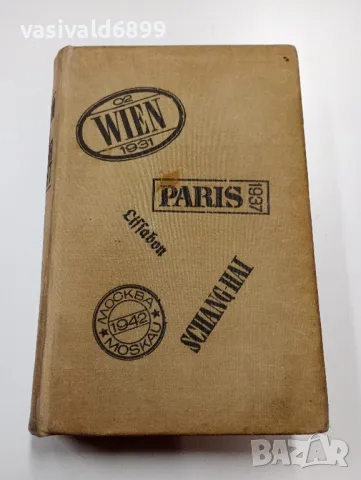 vasivald6899
02
WIEN
1931
PARIS 1937
Lissabon
SCHANGHAI
МОСКВА
1942
MOSKAU
bazar